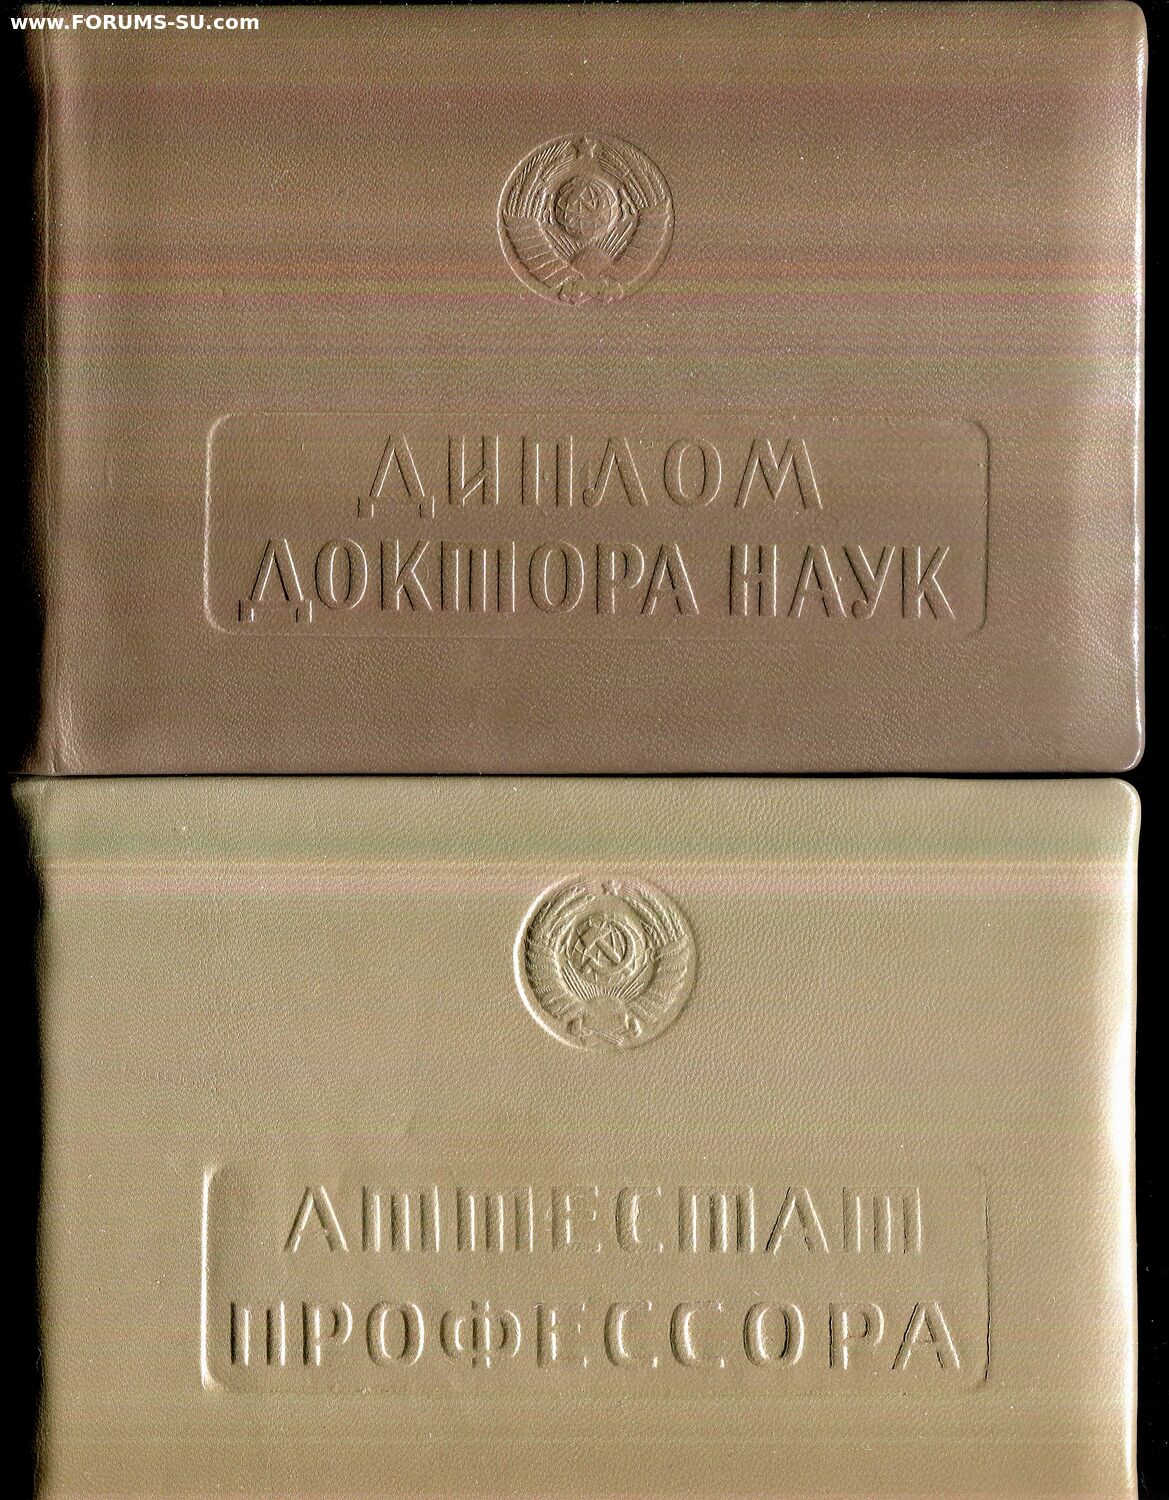 www.FORUMS-SU.com
ДИПЛОМ
ДОКТОРА НАУК
АТТЕСТАТ
ПРОФЕССОРА